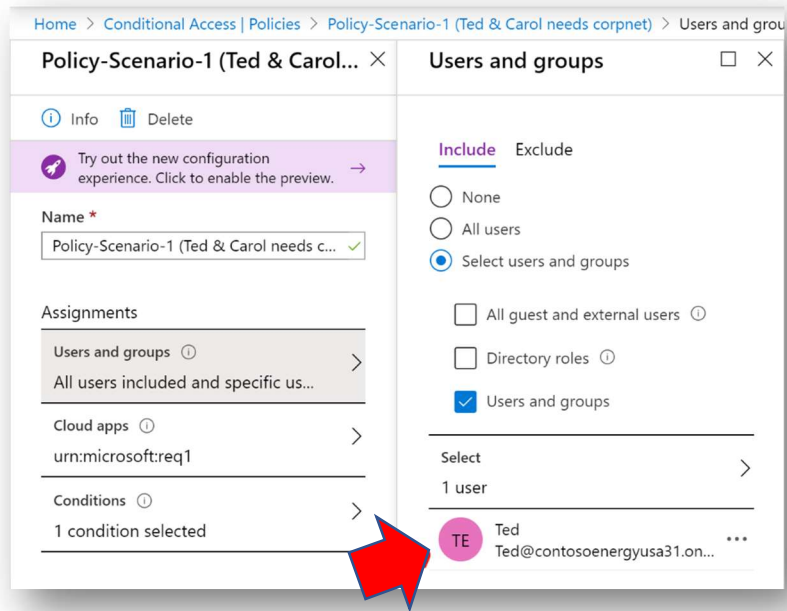 Home > Conditional Access | Policies > Policy-Scenario-1 (Ted & Carol needs corpnet) > Users and grou
Policy-Scenario-1 (Ted & Carol...
Info Delete
Try out the new configuration
experience. Click to enable the preview.
Name *
Policy-Scenario-1 (Ted & Carol needs c...
Assignments
Users and groups
All users included and specific us...
Cloud apps
urn:microsoft:req1
Conditions
1 condition selected
Users and groups
Include Exclude
None
All users
Select users and groups
All guest and external users
Directory roles
Users and groups
Select
1 user
TE
Ted
Ted@contosoenergyusa31.on...